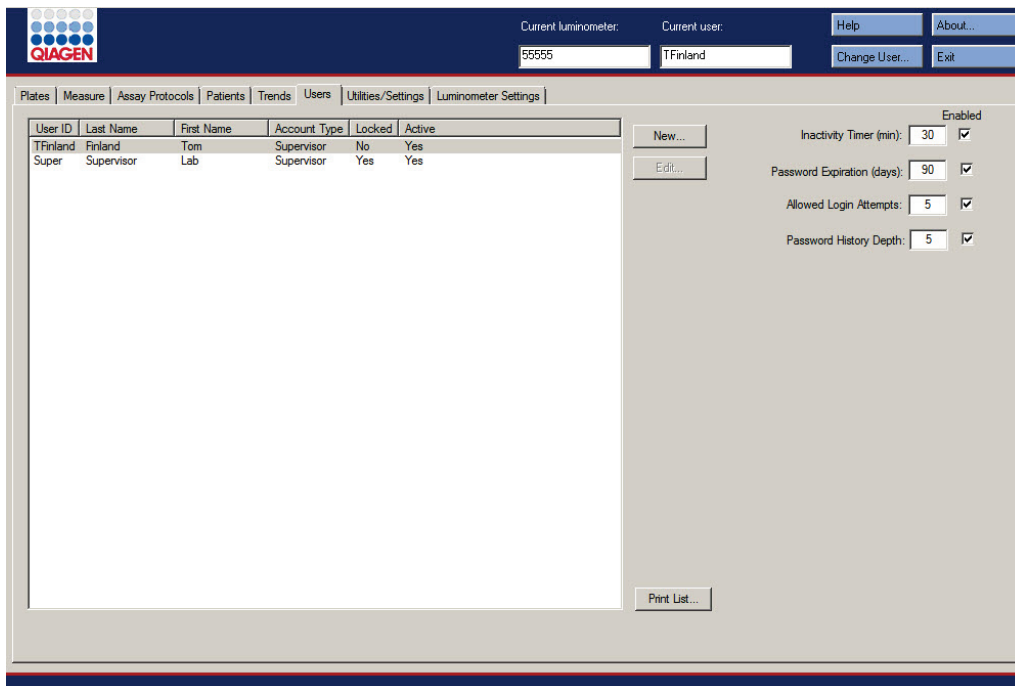 QIAGEN
Current luminometer: Current user:
55555 TFinland
Help About...
Change User... Exit
Plates Measure Assay Protocols Patients Trends Users Utilities/Settings Luminometer Settings
User ID Last Name First Name Account Type Locked Active
TFinland Finland Tom Supervisor No Yes
Super Supervisor Lab Supervisor Yes Yes
New...
Edit...
Enabled
Inactivity Timer (min): 30
Password Expiration (days): 90
Allowed Login Attempts: 5
Password History Depth: 5
Print List...